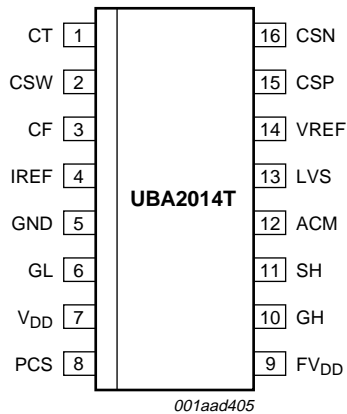 CT 1 16 CSN
CSW 2 15 CSP
CF 3 14 VREF
IREF 4 13 LVS
UBA2014T
GND 5 12 ACM
GL 6 11 SH
VDD 7 10 GH
PCS 8 9 FVDD
001aad405